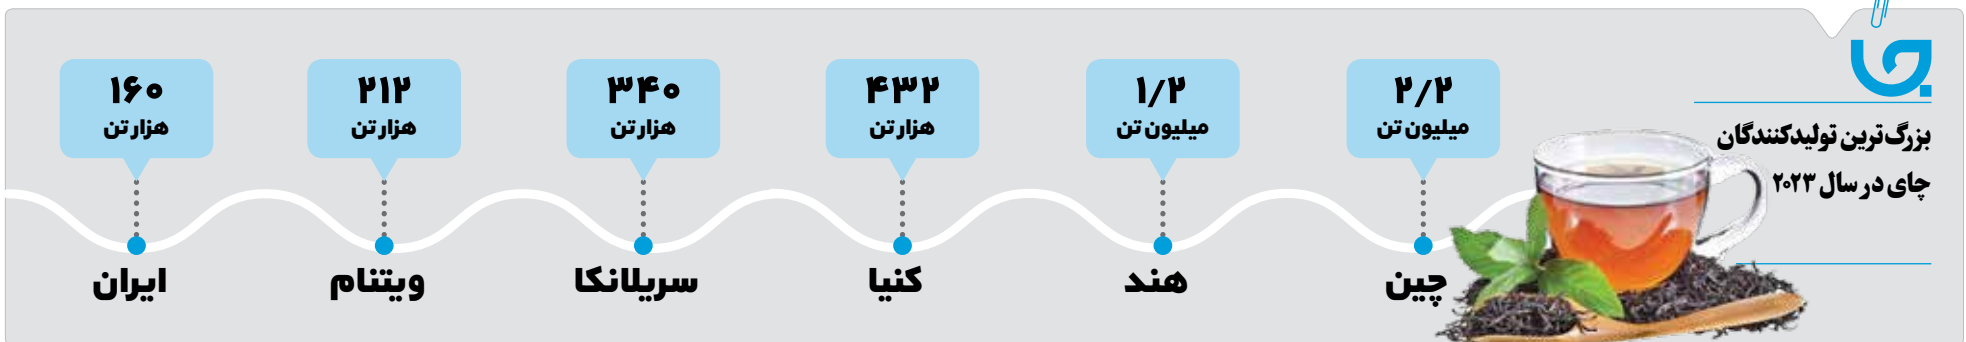 بزرگ‌ترین تولیدکنندگان
چای در سال ۲۰۲۳
۲/۲
میلیون تن
چین
۱/۲
میلیون تن
هند
۴۳۲
هزار تن
کنیا
۳۴۰
هزار تن
سریلانکا
۲۱۲
هزار تن
ویتنام
۱۶۰
هزار تن
ایران